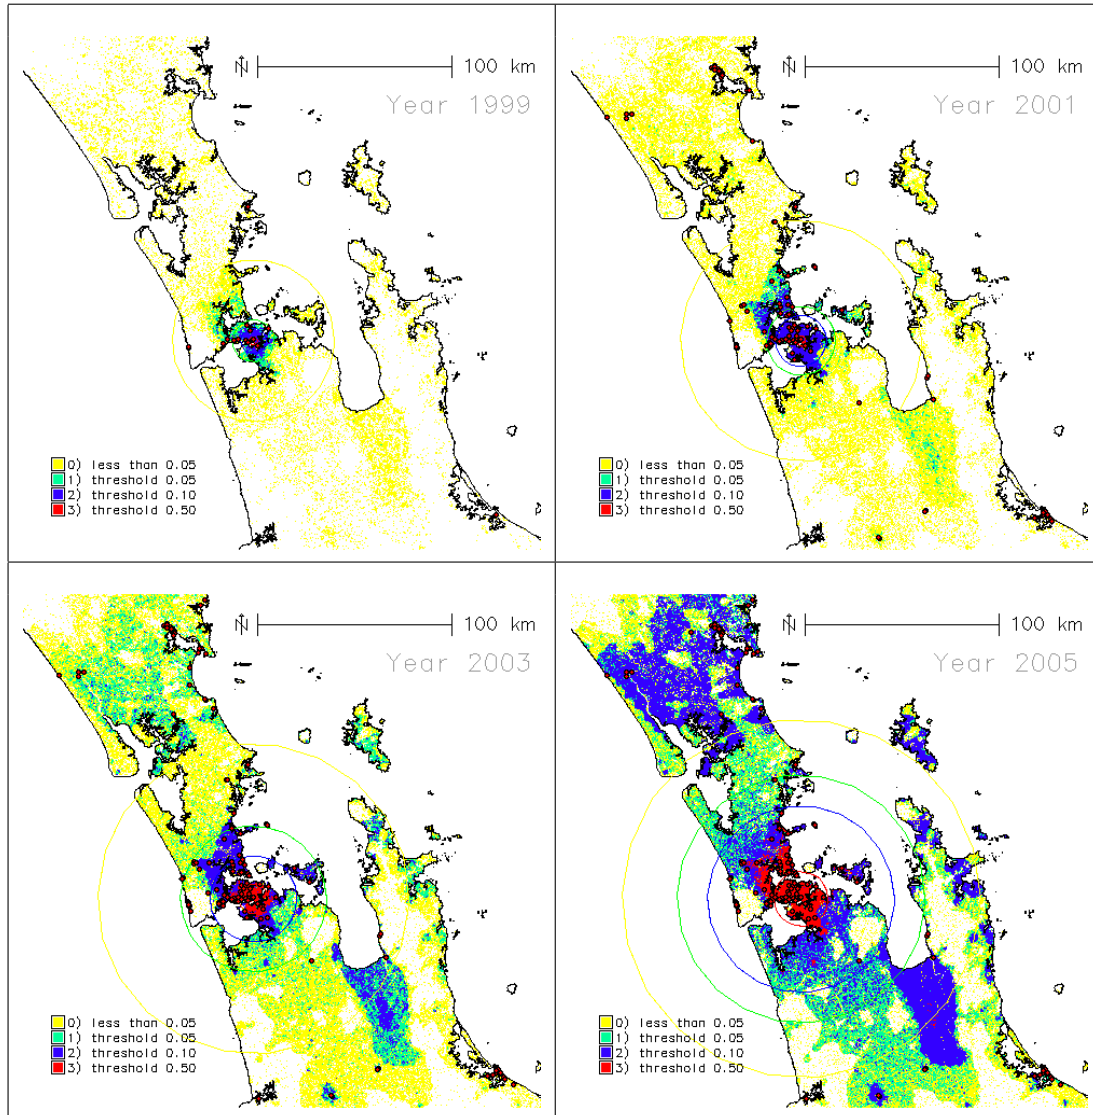 N 100 km
Year 1999
0) less than 0.05
1) threshold 0.05
2) threshold 0.10
3) threshold 0.50
N 100 km
Year 2001
0) less than 0.05
1) threshold 0.05
2) threshold 0.10
3) threshold 0.50
N 100 km
Year 2003
0) less than 0.05
1) threshold 0.05
2) threshold 0.10
3) threshold 0.50
N 100 km
Year 2005
0) less than 0.05
1) threshold 0.05
2) threshold 0.10
3) threshold 0.50